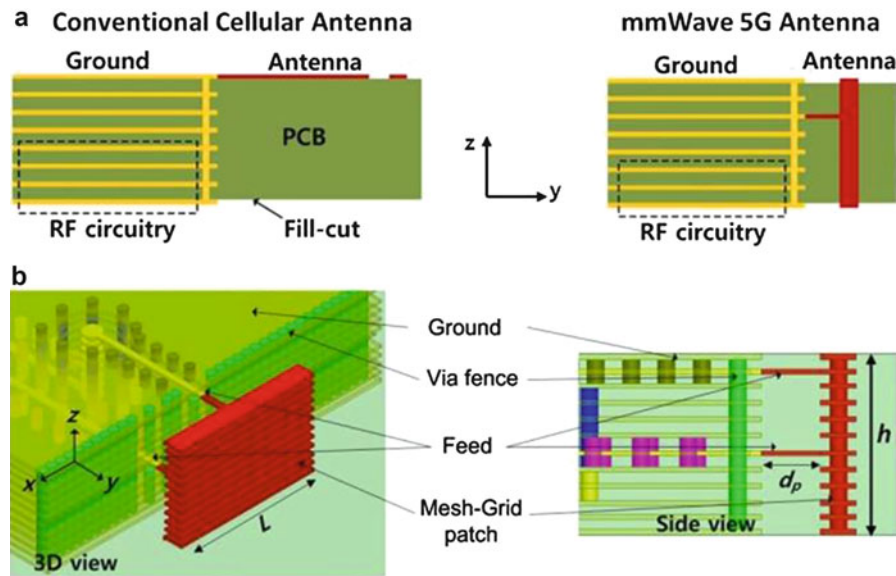 a
Conventional Cellular Antenna
mmWave 5G Antenna
Ground
Antenna
Ground
Antenna
PCB
z
y
RF circuitry
Fill-cut
RF circuitry
b
Ground
Via fence
Feed
Mesh-Grid
patch
z
x
y
L
3D view
h
dp
Side view